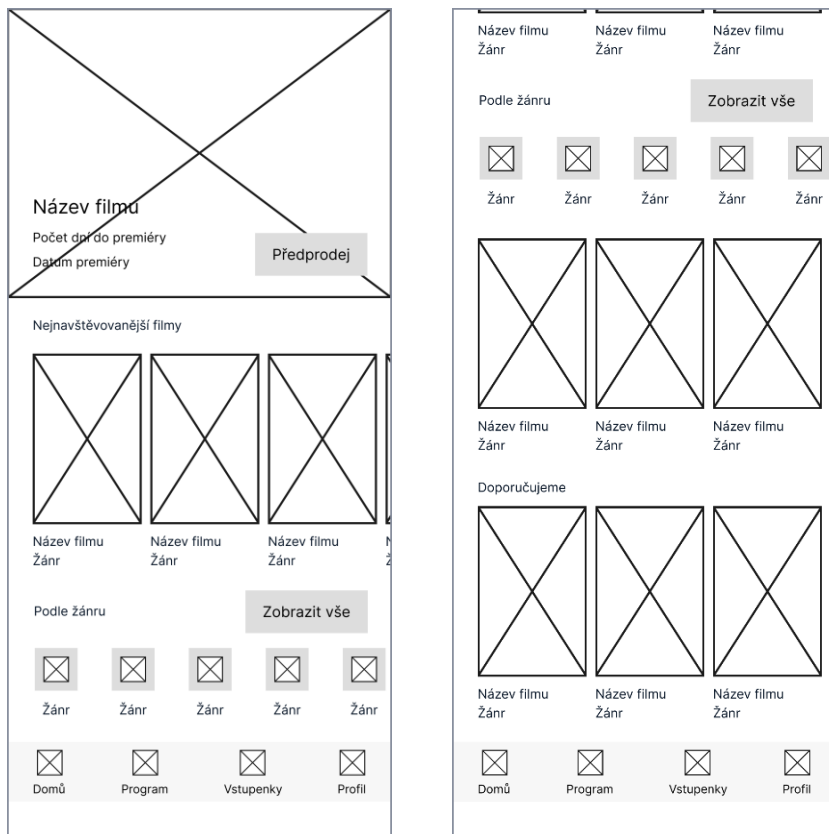 Název filmu
Počet dní do premiéry
Datum premiéry
Předprodej
Nejnavštěvovanější filmy
Název filmu Název filmu Název filmu
Žánr Žánr Žánr
Podle žánru Zobrazit vše
Žánr Žánr Žánr Žánr Žánr
Domů Program Vstupenky Profil
Název filmu Název filmu Název filmu
Žánr Žánr Žánr
Podle žánru Zobrazit vše
Žánr Žánr Žánr Žánr Žánr
Název filmu Název filmu Název filmu
Žánr Žánr Žánr
Doporučujeme
Název filmu Název filmu Název filmu
Žánr Žánr Žánr
Domů Program Vstupenky Profil